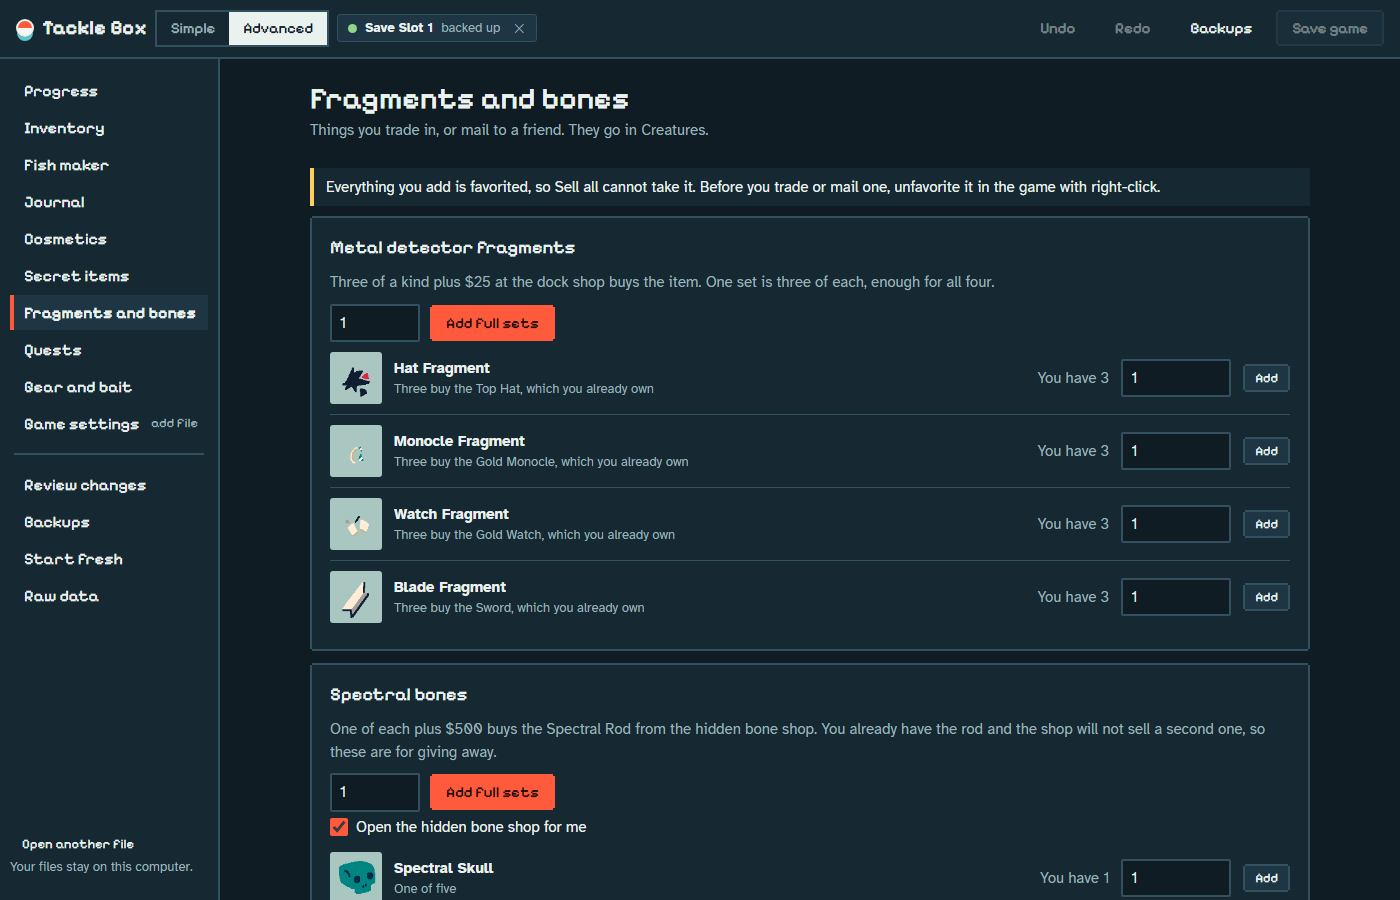 Tackle Box
Simple
Advanced
Save Slot 1 backed up
Undo
Redo
Backups
Save game
Progress
Inventory
Fish maker
Journal
Cosmetics
Secret items
Fragments and bones
Quests
Gear and bait
Game settings add file
Review changes
Backups
Start fresh
Raw data
Open another file
Your files stay on this computer.
Fragments and bones
Things you trade in, or mail to a friend. They go in Creatures.
Everything you add is favorited, so Sell all cannot take it. Before you trade or mail one, unfavorite it in the game with right-click.
Metal detector fragments
Three of a kind plus $25 at the dock shop buys the item. One set is three of each, enough for all four.
1
Add full sets
Hat Fragment
Three buy the Top Hat, which you already own
You have 3
1
Add
Monocle Fragment
Three buy the Gold Monocle, which you already own
You have 3
1
Add
Watch Fragment
Three buy the Gold Watch, which you already own
You have 3
1
Add
Blade Fragment
Three buy the Sword, which you already own
You have 3
1
Add
Spectral bones
One of each plus $500 buys the Spectral Rod from the hidden bone shop. You already have the rod and the shop will not sell a second one, so
these are for giving away.
1
Add full sets
Open the hidden bone shop for me
Spectral Skull
One of five
You have 1
1
Add